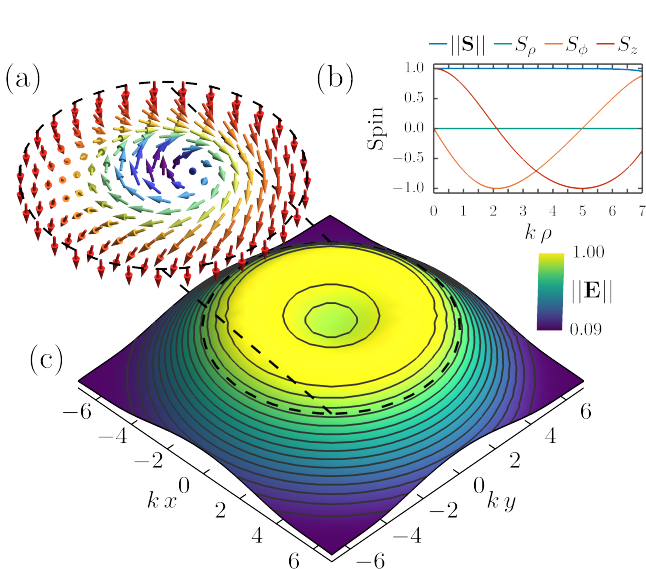 ||S|| S_ρ S_ϕ S_z
(a)
(b)
Spin
1.0
0.5
0.0
−0.5
−1.0
0 1 2 3 4 5 6 7
k ρ
1.00
||E||
0.09
(c)
−6 −4 −2 0 2 4 6
k x
−6 −4 −2 0 2 4 6
k y